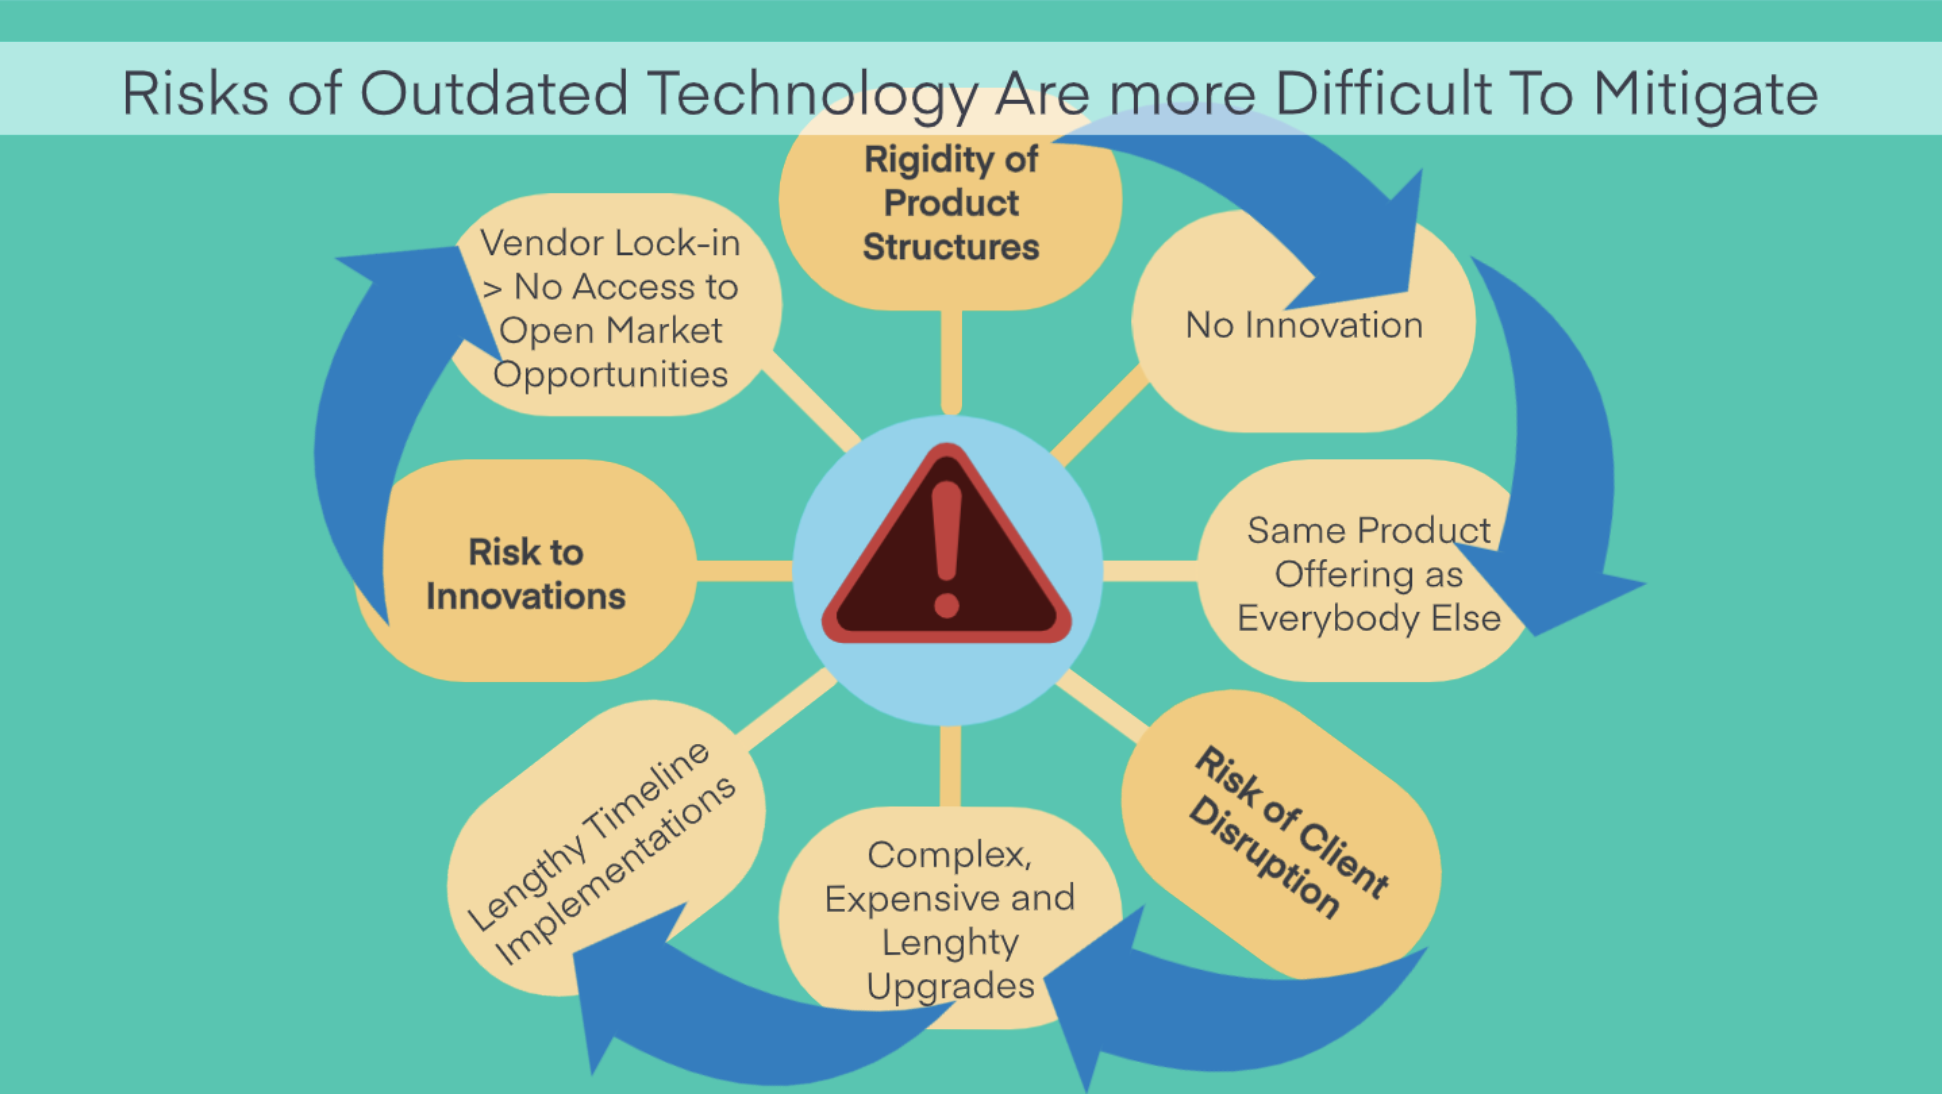 Risks of Outdated Technology Are more Difficult To Mitigate
Rigidity of
Product
Structures
No Innovation
Same Product
Offering as
Everybody Else
Risk of Client
Disruption
Complex,
Expensive and
Lenghty
Upgrades
Lengthy Timeline
Implementations
Risk to
Innovations
Vendor Lock-in
> No Access to
Open Market
Opportunities